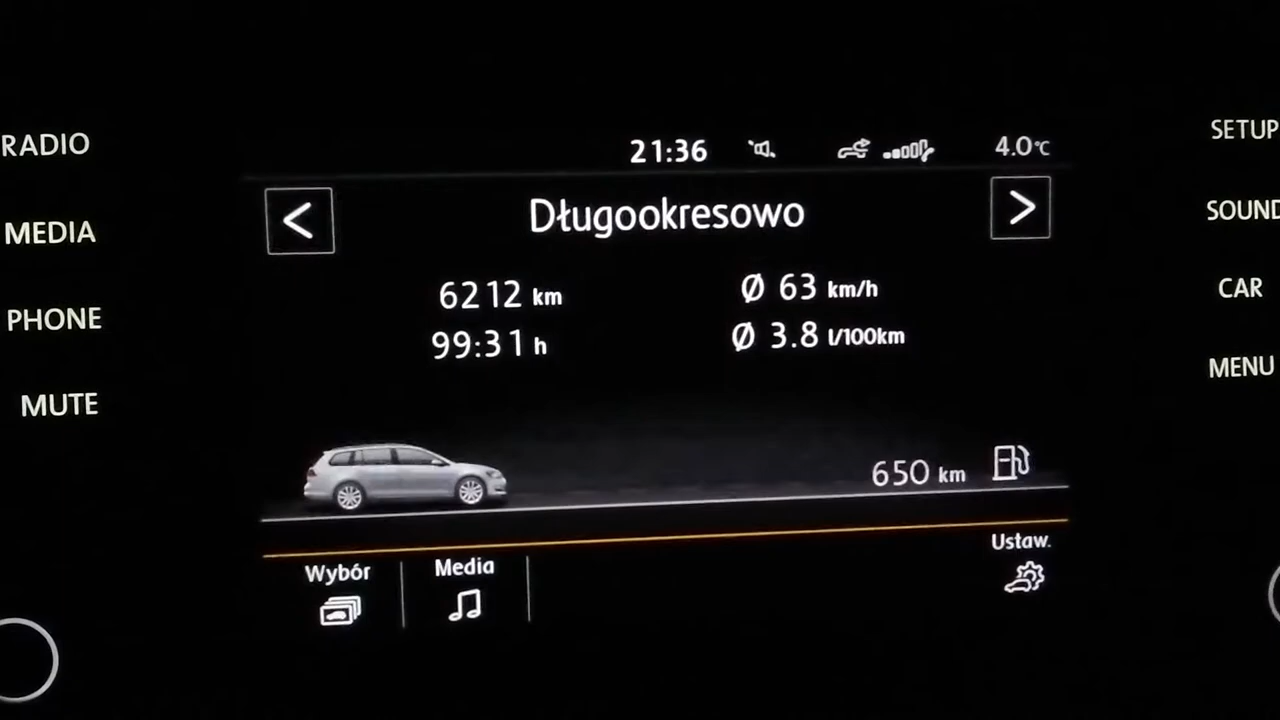 RADIO
MEDIA
PHONE
MUTE
21:36 4.0°C
Długookresowo
6212 km
99:31 h
Ø 63 km/h
Ø 3.8 l/100km
650 km
Wybór
Media
Ustaw.
SETUP
SOUND
CAR
MENU